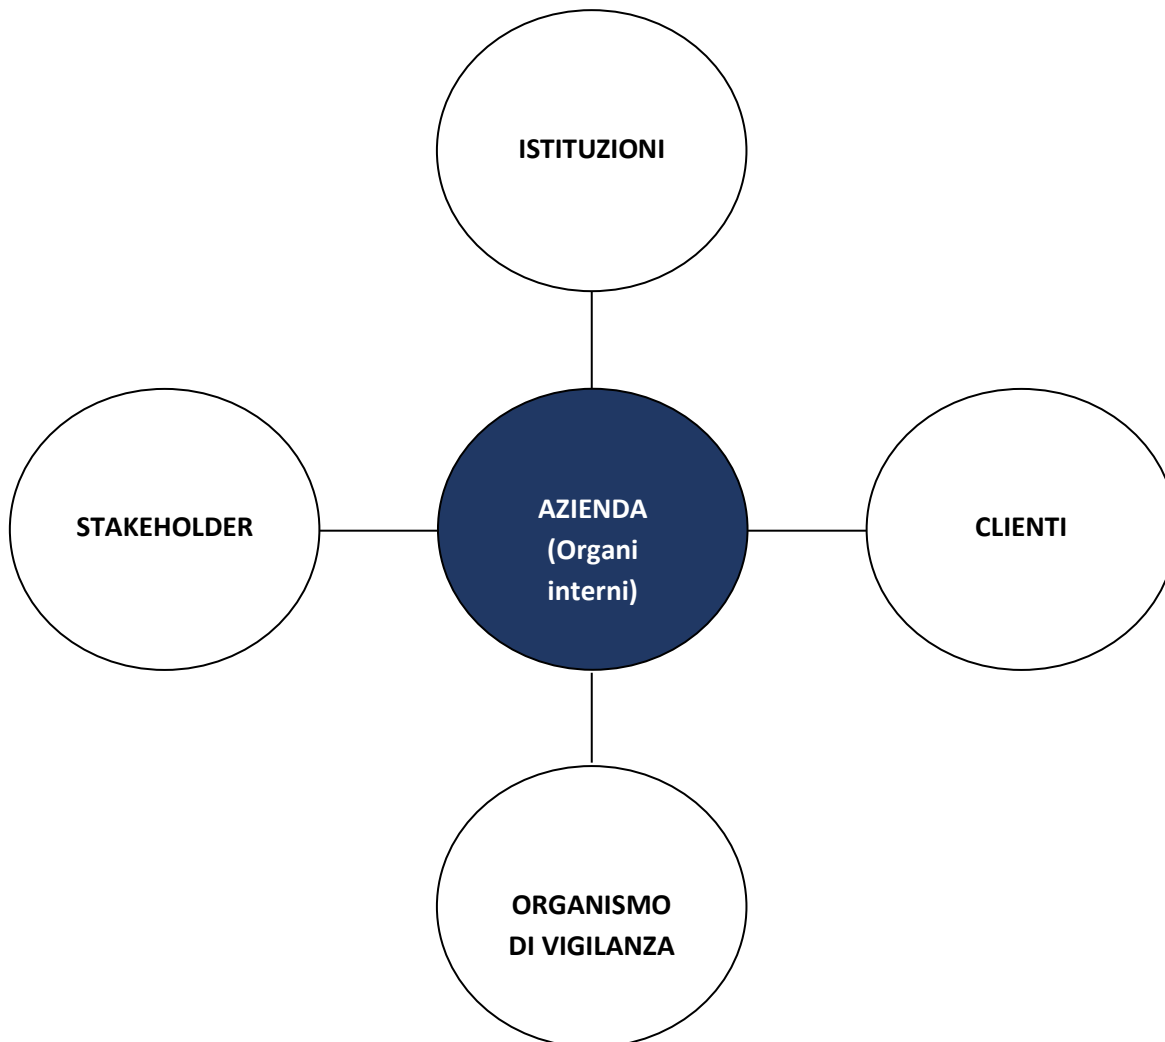 ISTITUZIONI
STAKEHOLDER
AZIENDA
(Organi
interni)
CLIENTI
ORGANISMO
DI VIGILANZA